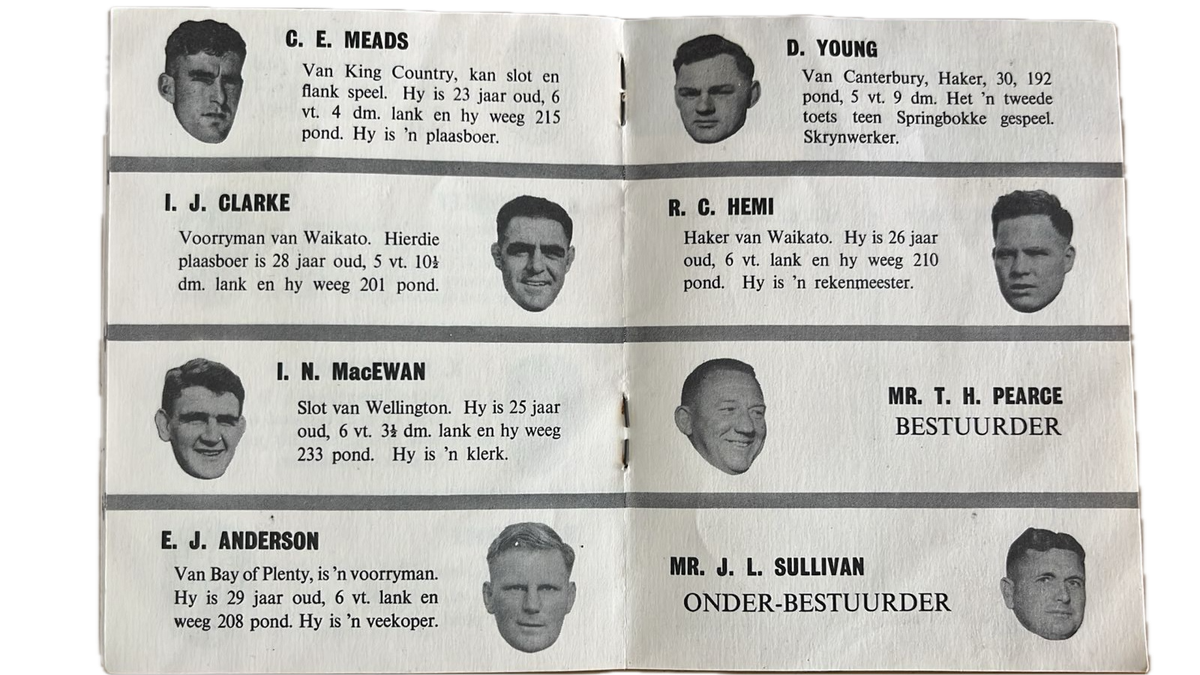 C. E. MEADS
Van King Country, kan slot en
flank speel. Hy is 23 jaar oud, 6
vt. 4 dm. lank en hy weeg 215
pond. Hy is 'n plaasboer.
I. J. CLARKE
Voorryman van Waikato. Hierdie
plaasboer is 28 jaar oud, 5 vt. 10½
dm. lank en hy weeg 201 pond.
I. N. MacEWAN
Slot van Wellington. Hy is 25 jaar
oud, 6 vt. 3½ dm. lank en hy weeg
233 pond. Hy is 'n klerk.
E. J. ANDERSON
Van Bay of Plenty, is 'n voorryman.
Hy is 29 jaar oud, 6 vt. lank en
weeg 208 pond. Hy is 'n veekoper.
D. YOUNG
Van Canterbury, Haker, 30, 192
pond, 5 vt. 9 dm. Het 'n tweede
toets teen Springbokke gespeel.
Skrynwerker.
R. C. HEMI
Haker van Waikato. Hy is 26 jaar
oud, 6 vt. lank en hy weeg 210
pond. Hy is 'n rekenmeester.
MR. T. H. PEARCE
BESTUURDER
MR. J. L. SULLIVAN
ONDER-BESTUURDER